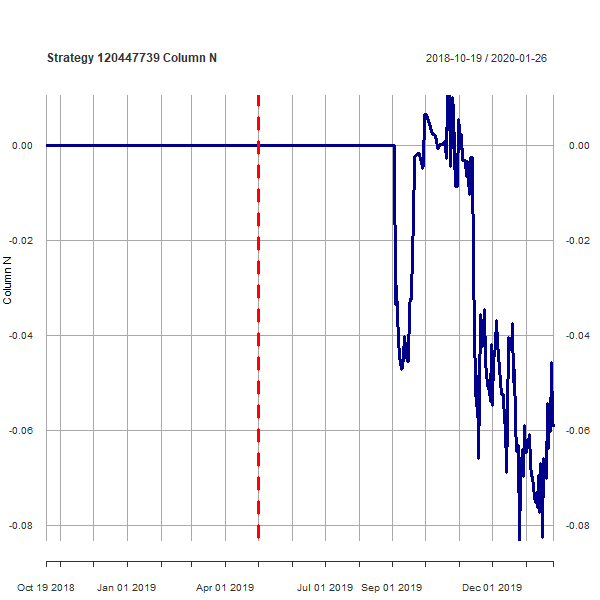 Strategy 120447739 Column N
2018-10-19 / 2020-01-26
0.00
0.00
-0.02
-0.02
Column N
-0.04
-0.04
-0.06
-0.06
-0.08
-0.08
Oct 19 2018
Jan 01 2019
Apr 01 2019
Jul 01 2019
Sep 01 2019
Dec 01 2019